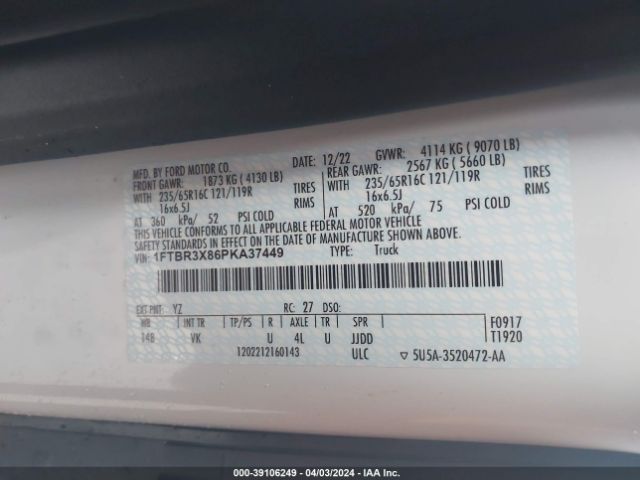 MFD. BY FORD MOTOR CO. DATE: 12/22 GVWR: 4114 KG ( 9070 LB)
FRONT GAWR: 1873 KG ( 4130 LB) REAR GAWR: 2567 KG ( 5660 LB)
WITH 235/65R16C 121/119R TIRES WITH 235/65R16C 121/119R TIRES
16x6.5J RIMS 16x6.5J RIMS
AT 360 kPa/ 52 PSI COLD AT 520 kPa/ 75 PSI COLD
THIS VEHICLE CONFORMS TO ALL APPLICABLE FEDERAL MOTOR VEHICLE
SAFETY STANDARDS IN EFFECT ON THE DATE OF MANUFACTURE SHOWN ABOVE.
VIN: 1FTBR3X86PKA37449 TYPE: Truck
EXT PNT: YZ RC: 27 DSO:
WB INT TR TP/PS R AXLE TR SPR F0917
148 VK U 4L U JJDD T1920
1202212160143 ULC ▽ 5U5A-3520472-AA
000-39106249 - 04/03/2024 - IAA Inc.